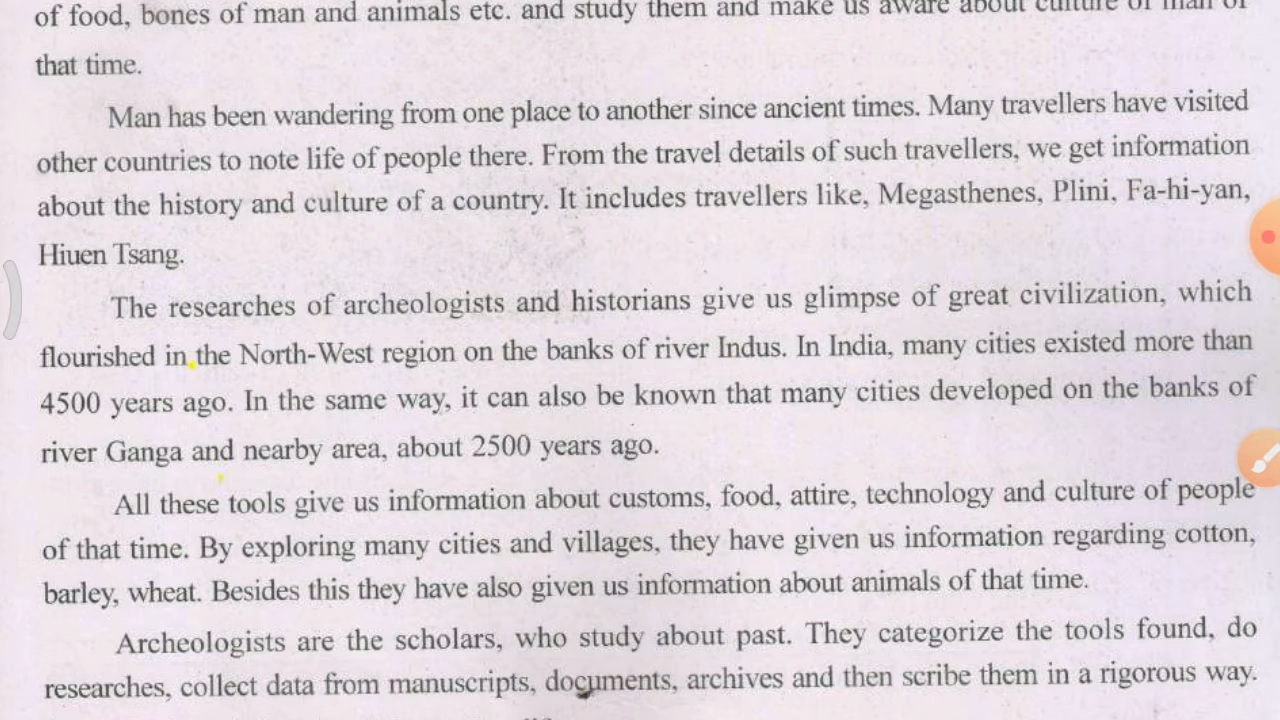 of food, bones of man and animals etc. and study them and make us aware about culture of man of
that time.
Man has been wandering from one place to another since ancient times. Many travellers have visited
other countries to note life of people there. From the travel details of such travellers, we get information
about the history and culture of a country. It includes travellers like, Megasthenes, Plini, Fa-hi-yan,
Hiuen Tsang.
The researches of archeologists and historians give us glimpse of great civilization, which
flourished in the North-West region on the banks of river Indus. In India, many cities existed more than
4500 years ago. In the same way, it can also be known that many cities developed on the banks of
river Ganga and nearby area, about 2500 years ago.
All these tools give us information about customs, food, attire, technology and culture of people
of that time. By exploring many cities and villages, they have given us information regarding cotton,
barley, wheat. Besides this they have also given us information about animals of that time.
Archeologists are the scholars, who study about past. They categorize the tools found, do
researches, collect data from manuscripts, documents, archives and then scribe them in a rigorous way.